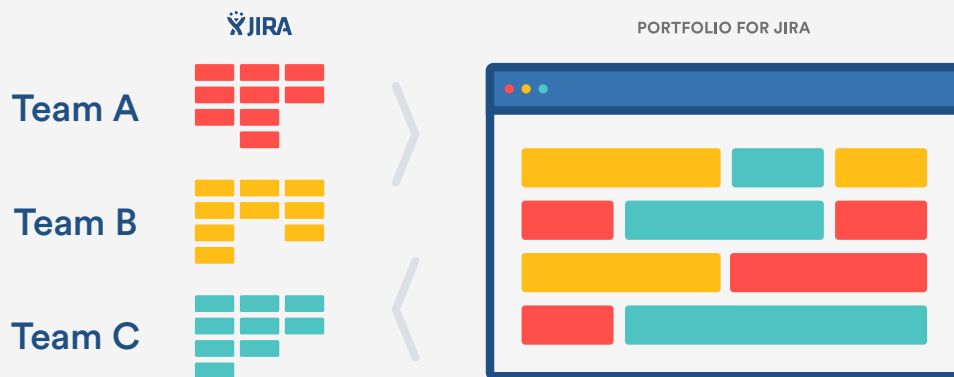 JIRA
PORTFOLIO FOR JIRA
Team A
Team B
Team C